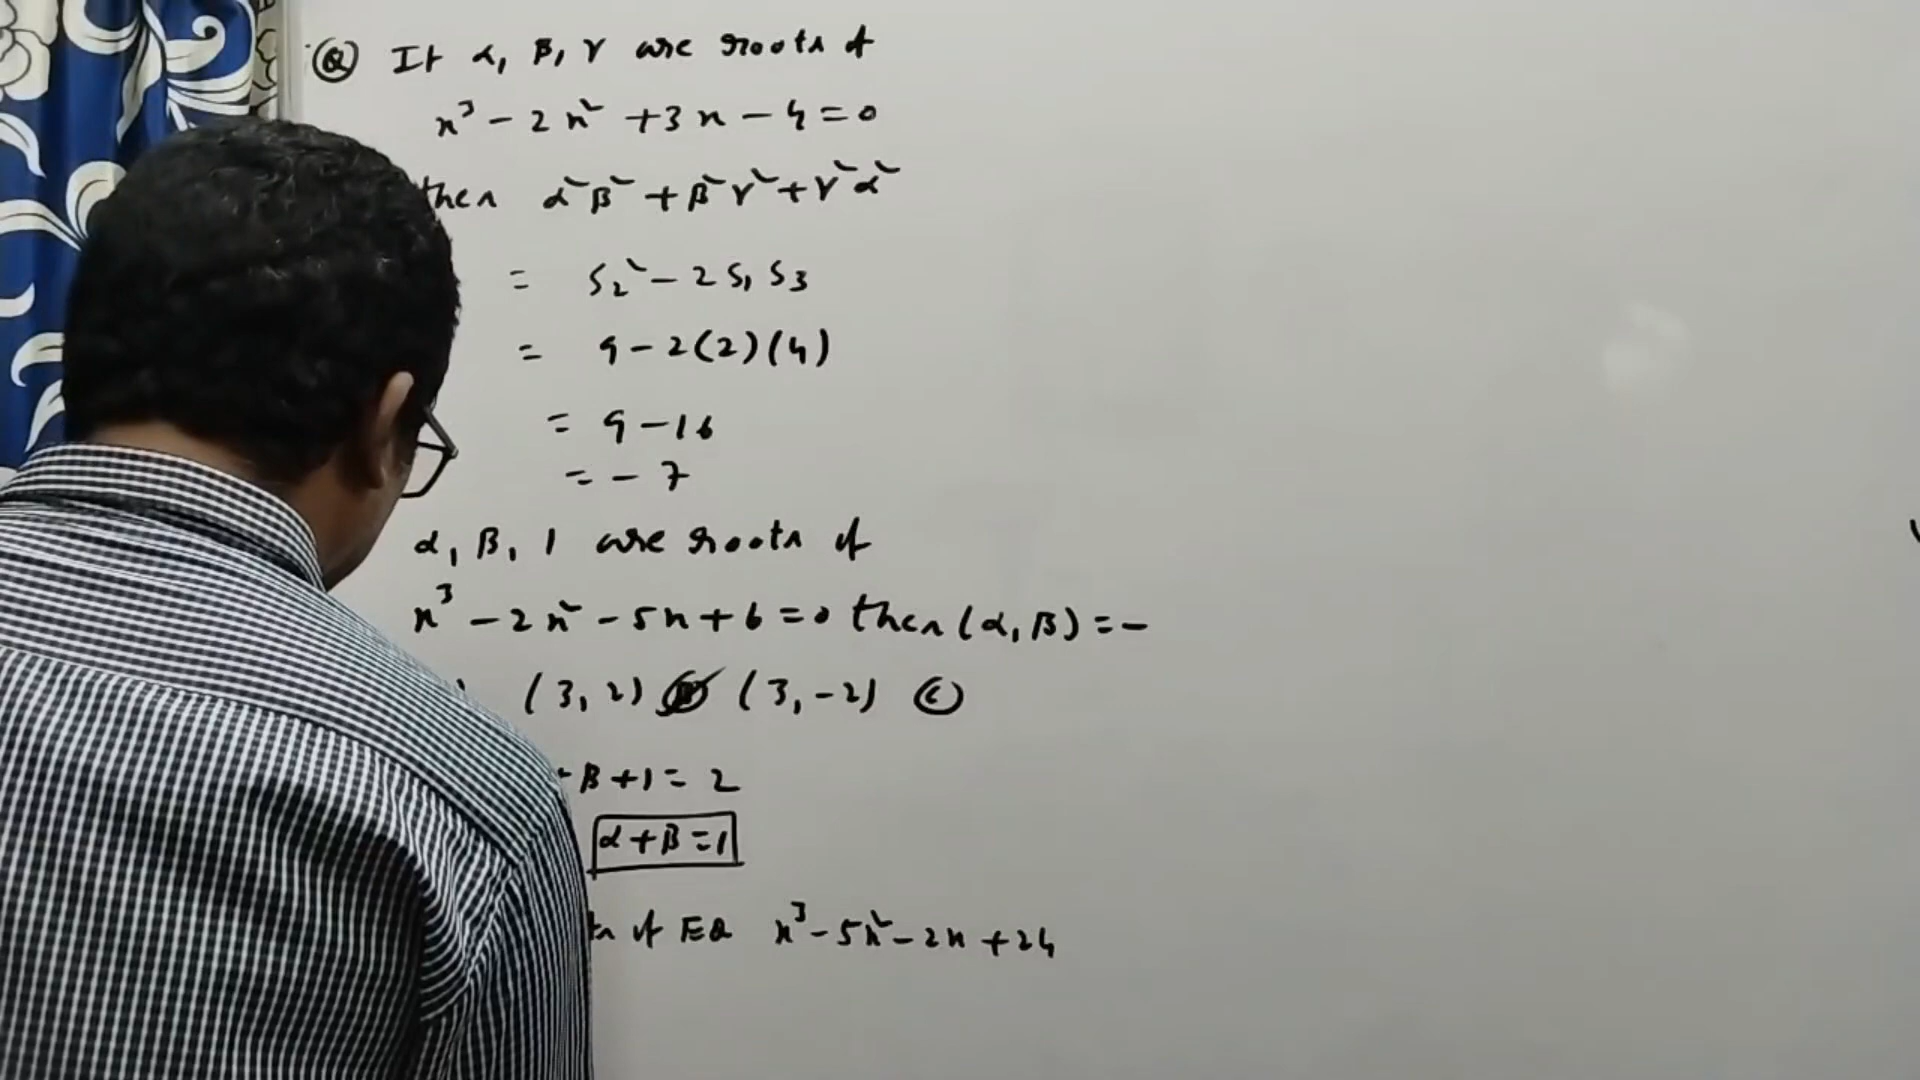 Q If α, β, γ are roots of
x³ - 2x² + 3x - 4 = 0
then α²β² + β²γ² + γ²α²
= S₂² - 2S₁S₃
= 9 - 2(2)(4)
= 9 - 16
= - 7
α, β, 1 are roots of
x³ - 2x² - 5x + 6 = 0 then (α, β) = -
(3, 2) (3, -2) C
β + 1 = 2
α + β = 1
of EQ x³ - 5x² - 2x + 24